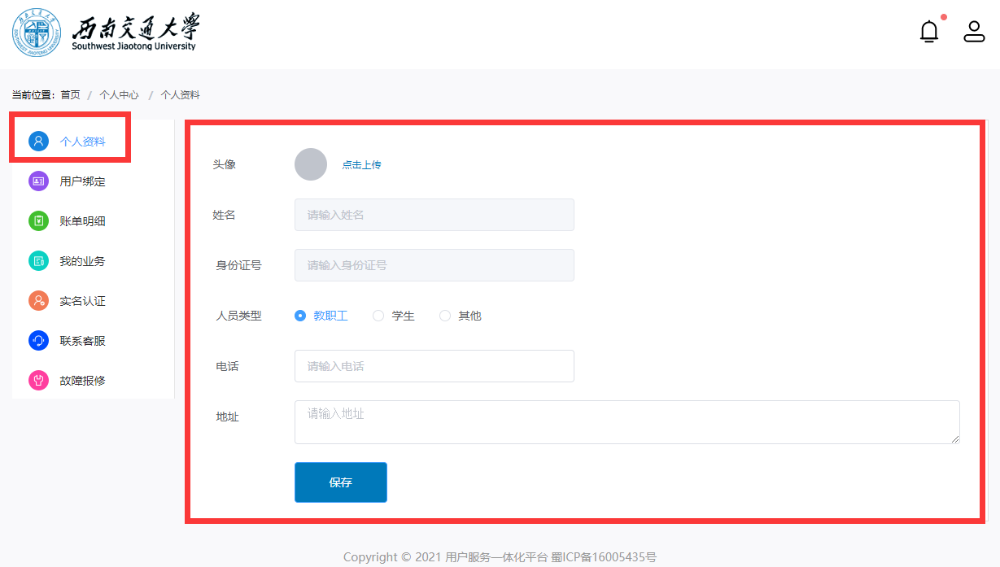 西南交通大学
Southwest Jiaotong University
当前位置：首页 / 个人中心 / 个人资料
个人资料
用户绑定
账单明细
我的业务
实名认证
联系客服
故障报修
头像 点击上传
姓名 请输入姓名
身份证号 请输入身份证号
人员类型 教职工 学生 其他
电话 请输入电话
地址 请输入地址
保存
Copyright © 2021 用户服务一体化平台 蜀ICP备16005435号